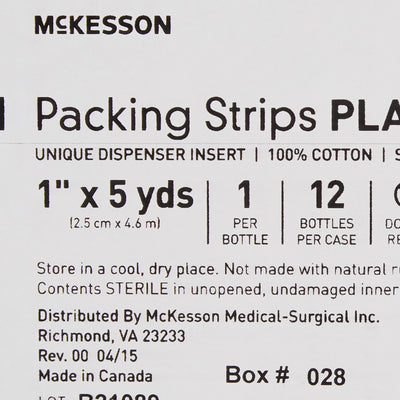 McKESSON
Packing Strips PLA
UNIQUE DISPENSER INSERT | 100% COTTON |
1" x 5 yds | 1 | 12
(2.5 cm x 4.6 m)
PER BOTTLE
BOTTLES PER CASE
Store in a cool, dry place. Not made with natural
Contents STERILE in unopened, undamaged inner
Distributed By McKesson Medical-Surgical Inc.
Richmond, VA 23233
Rev. 00 04/15
Made in Canada
Box # 028